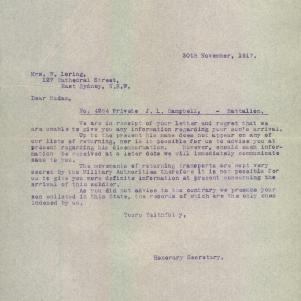 30th November, 1917.
Mrs. W. Loring,
127 Cathedral Street,
East Sydney, N.S.W.
Dear Madam,
No. 4254 Private J. L. Campbell, - Battalion.
We are in receipt of your letter and regret that we
are unable to give you any information regarding your son's arrival.
Up to the present his name does not appear on any of
our lists of returning, nor is it possible for us to advise you at
present regarding his disembarkation. However, should such infor-
mation be received at a later date we will immediately communicate
same to you.
The movements of returning transports are kept very
secret by the Military Authorities therefore it is not possible for
us to give you more definite information at present concerning the
arrival of this soldier.
As you did not advise to the contrary we presume your
son enlisted in this State, the records of which are the only ones
indexed by us.
Yours faithfully,
Honorary Secretary.